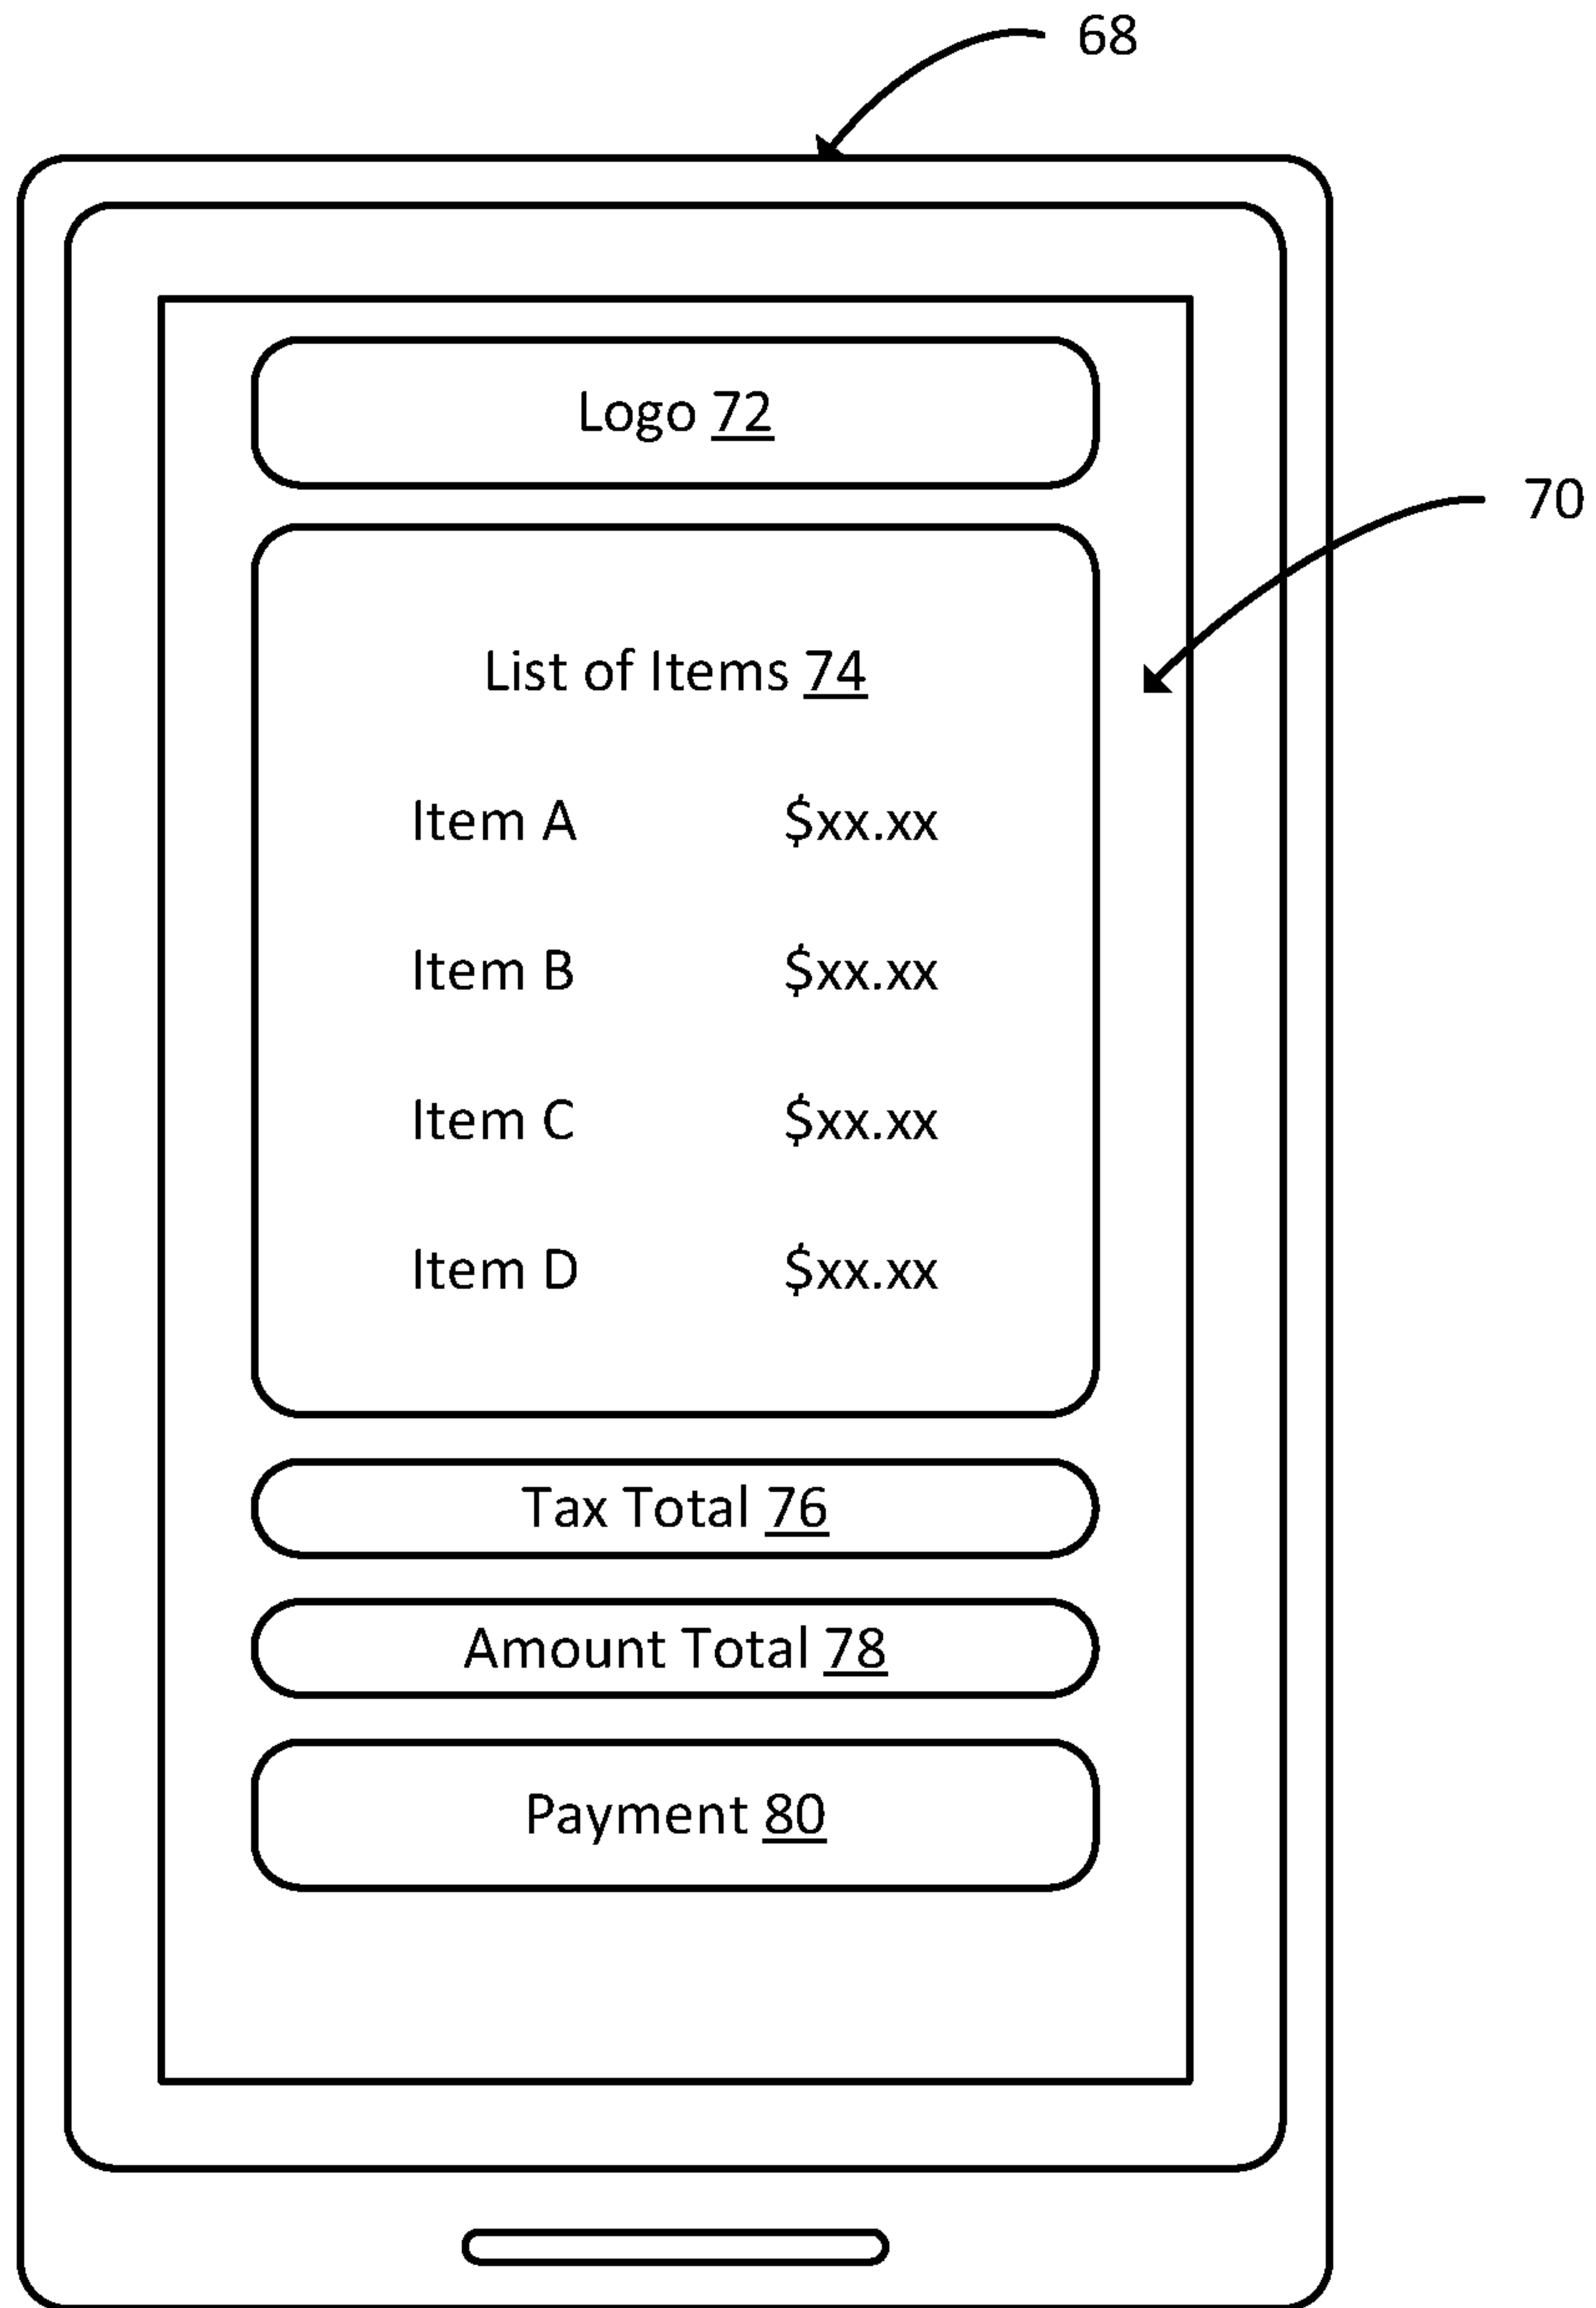 68
Logo 72
70
List of Items 74
Item A $xx.xx
Item B $xx.xx
Item C $xx.xx
Item D $xx.xx
Tax Total 76
Amount Total 78
Payment 80